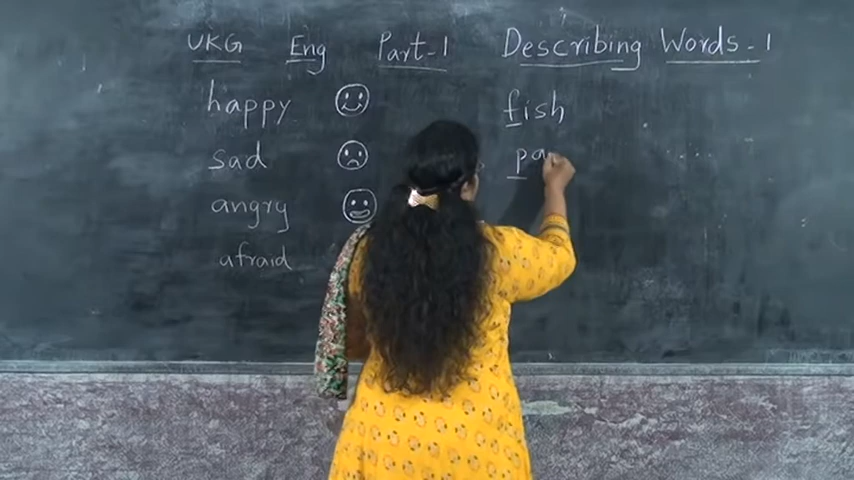 UKG Eng Part-1 Describing Words-1
happy fish
sad pa
angry
afraid